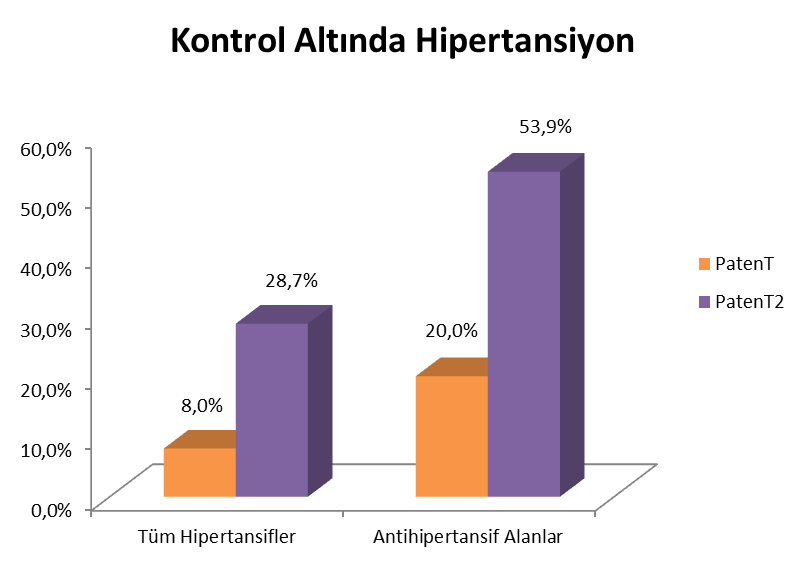 Kontrol Altında Hipertansiyon
60,0%
50,0%
40,0%
30,0%
20,0%
10,0%
0,0%
8,0%
28,7%
20,0%
53,9%
Tüm Hipertansifler
Antihipertansif Alanlar
PatenT
PatenT2